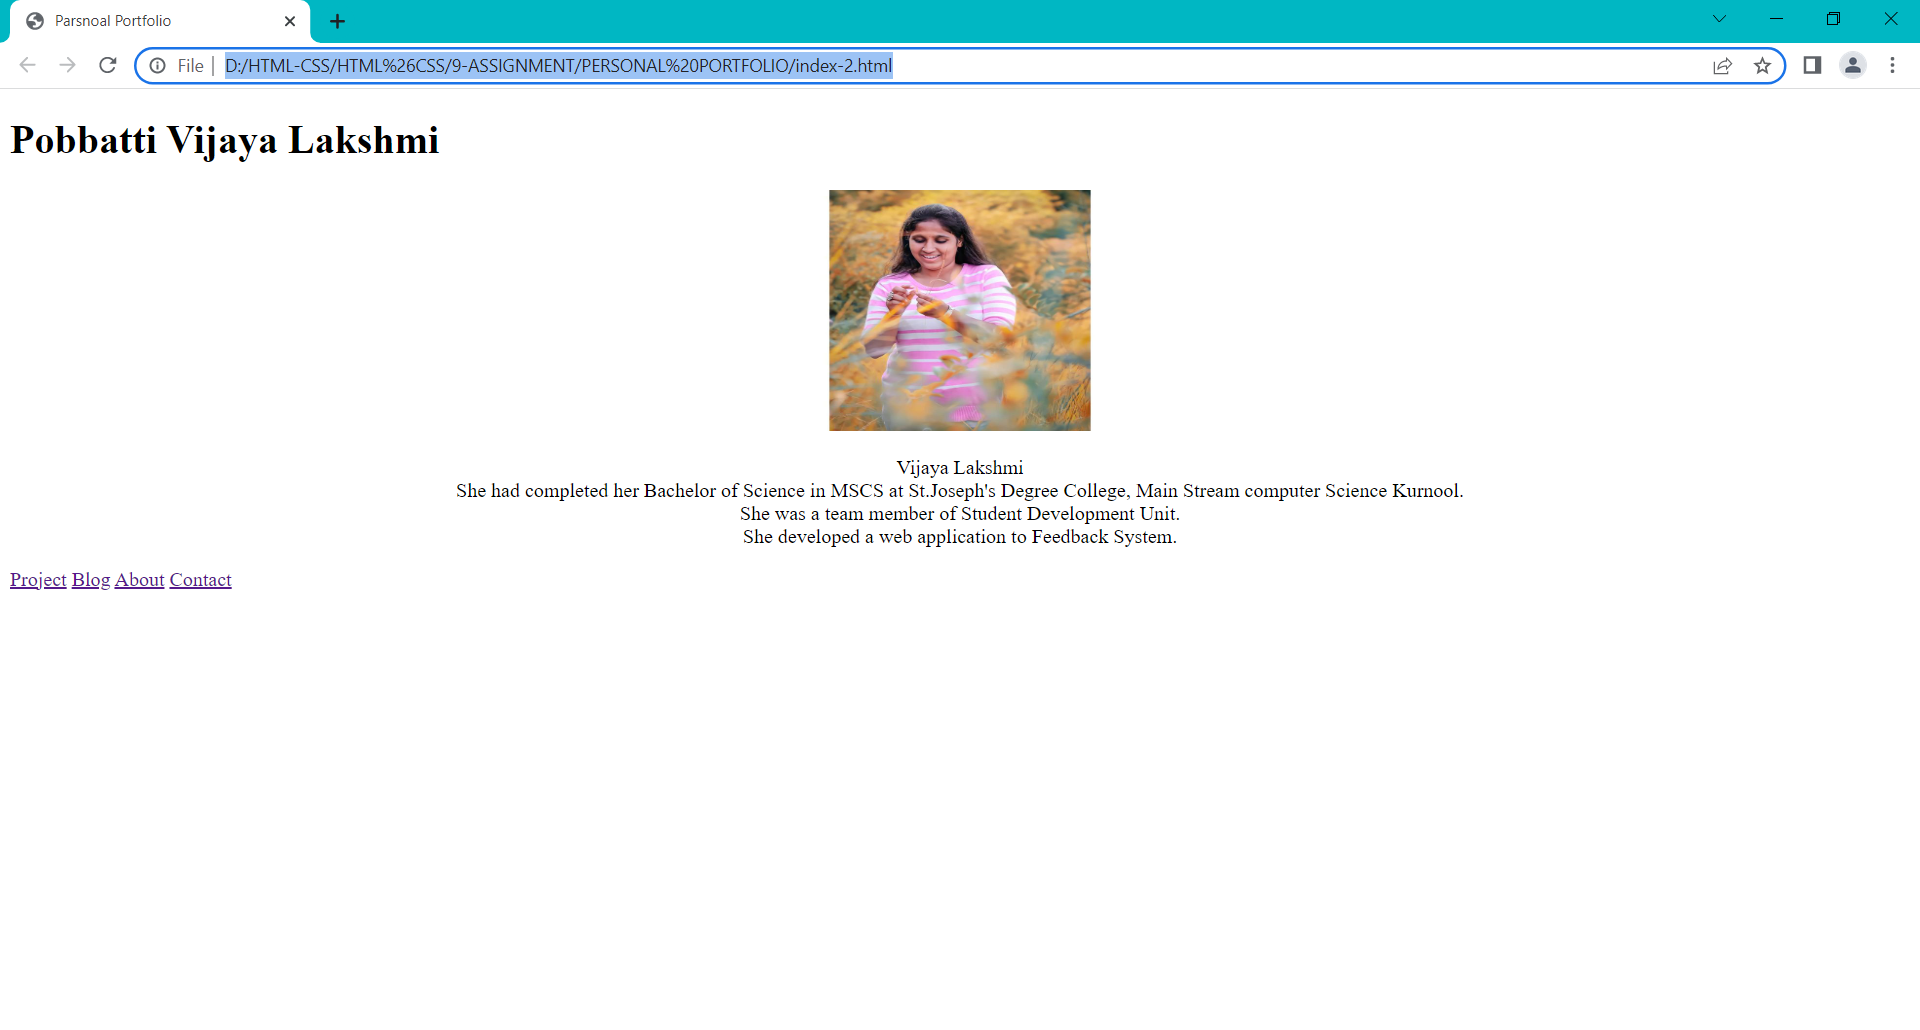 Parsnoal Portfolio
File | D:/HTML-CSS/HTML%26CSS/9-ASSIGNMENT/PERSONAL%20PORTFOLIO/index-2.html
Pobbatti Vijaya Lakshmi
Vijaya Lakshmi
She had completed her Bachelor of Science in MSCS at St.Joseph's Degree College, Main Stream computer Science Kurnool.
She was a team member of Student Development Unit.
She developed a web application to Feedback System.
Project Blog About Contact